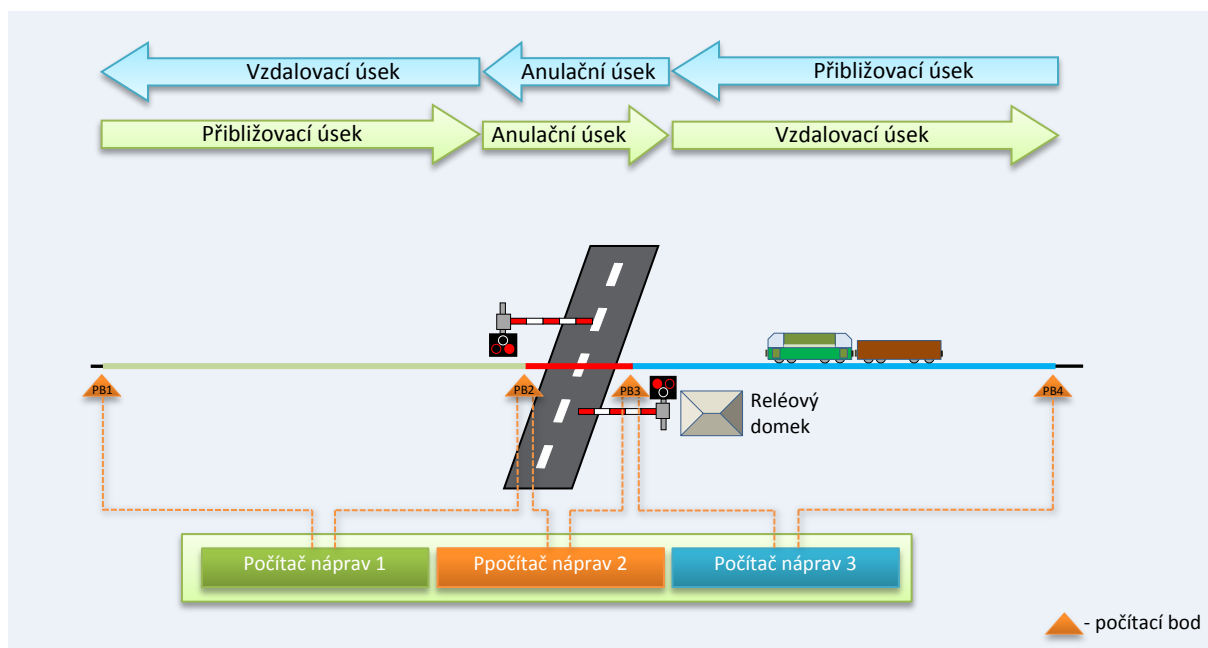 Vzdalovací úsek
Anulační úsek
Přibližovací úsek
Přibližovací úsek
Anulační úsek
Vzdalovací úsek
PB1
PB2
PB3
PB4
Reléový
domek
Počítač náprav 1
Ppočítač náprav 2
Počítač náprav 3
- počítací bod